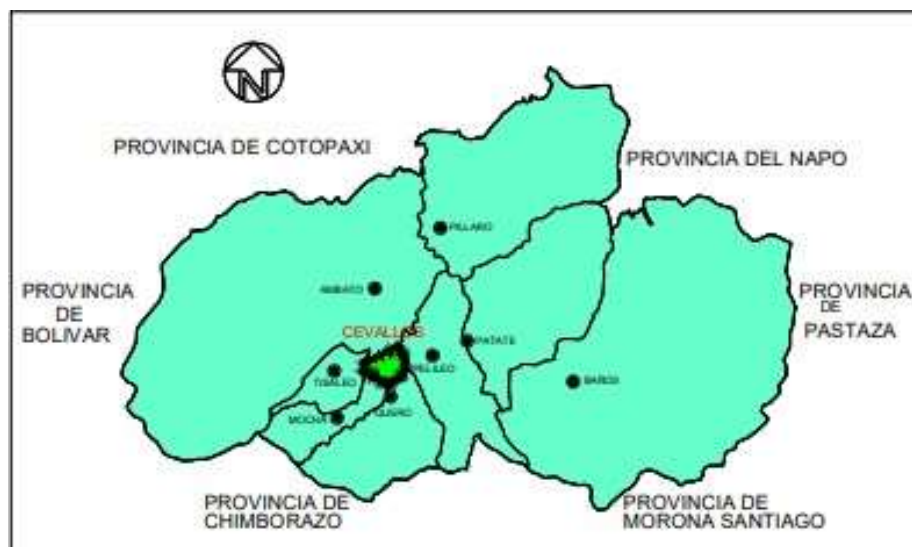 N
PROVINCIA DE COTOPAXI
PROVINCIA DEL NAPO
PILLARO
PROVINCIA
DE
BOLIVAR
AMBATO
PROVINCIA
DE
PASTAZA
CEVALLOS
PATATE
PELILEO
TISALEO
BAÑOS
QUERO
MOCHA
PROVINCIA DE
CHIMBORAZO
PROVINCIA DE
MORONA SANTIAGO